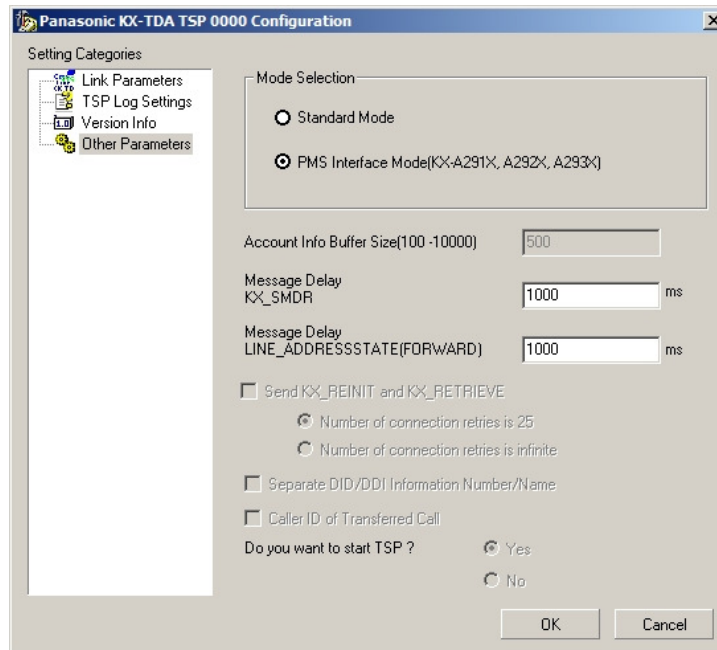 Panasonic KX-TDA TSP 0000 Configuration
Setting Categories
Link Parameters
TSP Log Settings
Version Info
Other Parameters
Mode Selection
Standard Mode
PMS Interface Mode(KX-A291X, A292X, A293X)
Account Info Buffer Size(100 -10000)
500
Message Delay
KX_SMDR
1000
ms
Message Delay
LINE_ADDRESSSTATE(FORWARD)
1000
ms
Send KX_REINIT and KX_RETRIEVE
Number of connection retries is 25
Number of connection retries is infinite
Separate DID/DDI Information Number/Name
Caller ID of Transferred Call
Do you want to start TSP ?
Yes
No
OK
Cancel